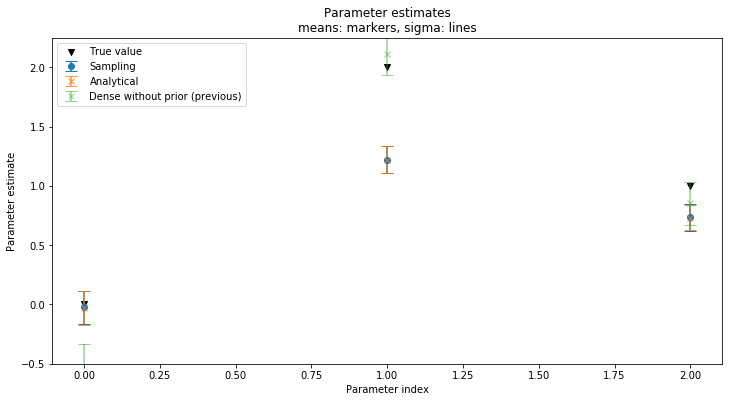 Parameter estimates
means: markers, sigma: lines
True value
Sampling
Analytical
Dense without prior (previous)
2.0
1.5
1.0
0.5
0.0
−0.5
Parameter estimate
0.00
0.25
0.50
0.75
1.00
1.25
1.50
1.75
2.00
Parameter index